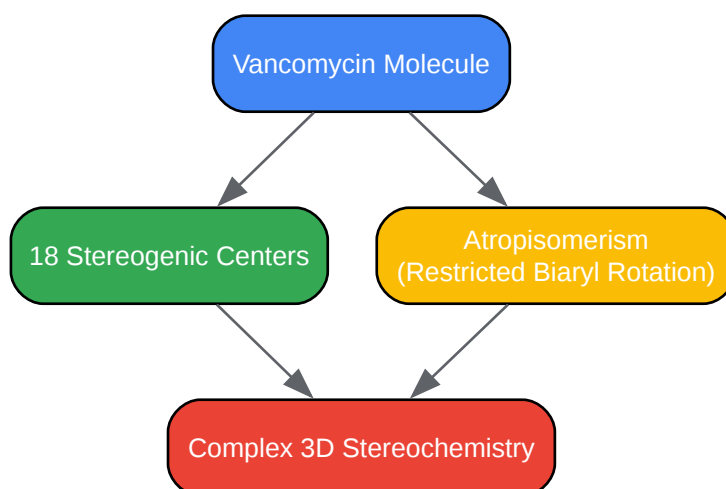 Vancomycin Molecule
18 Stereogenic Centers
Atropisomerism
(Restricted Biaryl Rotation)
Complex 3D Stereochemistry